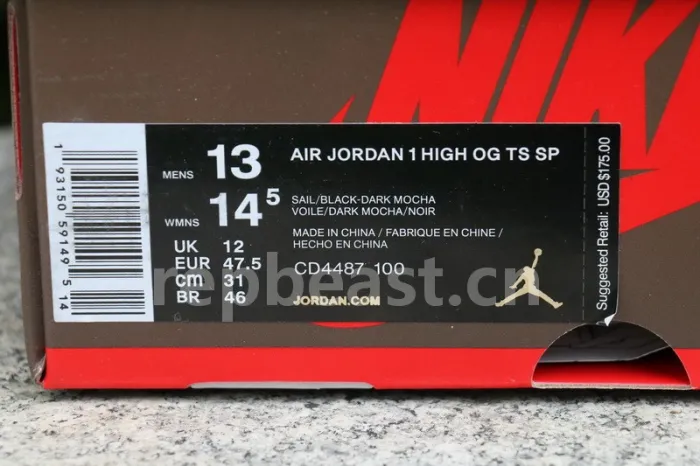 NIKE
MENS 13
WMNS 14⁵
UK 12
EUR 47.5
CM 31
BR 46
AIR JORDAN 1 HIGH OG TS SP
SAIL/BLACK-DARK MOCHA
VOILE/DARK MOCHA/NOIR
MADE IN CHINA / FABRIQUE EN CHINE /
HECHO EN CHINA
CD4487 100
JORDAN.COM
Suggested Retail: USD $175.00
1 93150 59149 5 14
repbeast.cn